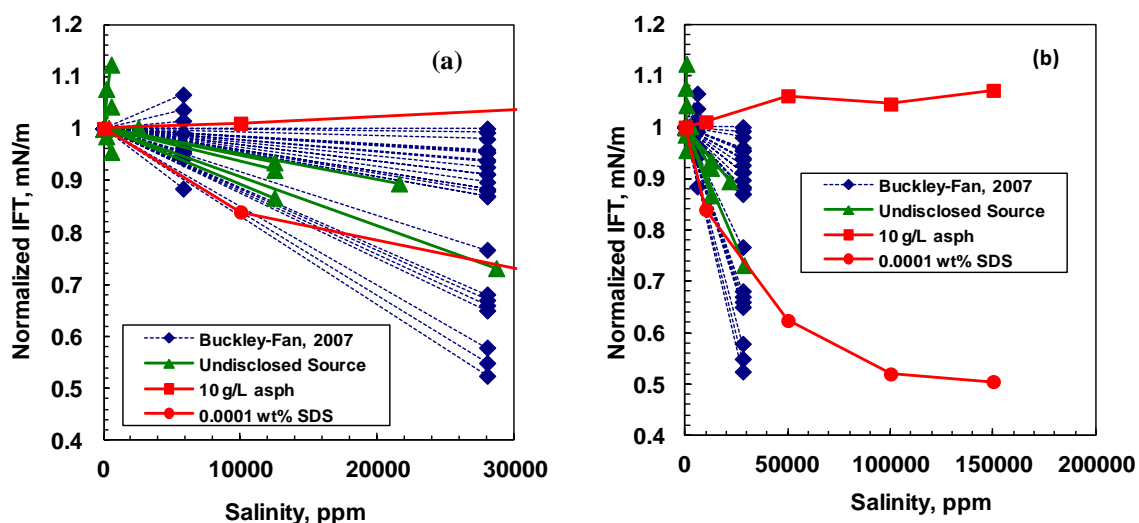 (a)
Normalized IFT, mN/m
1.2
1.1
1
0.9
0.8
0.7
0.6
0.5
0.4
Buckley-Fan, 2007
Undisclosed Source
10 g/L asph
0.0001 wt% SDS
0 10000 20000 30000
Salinity, ppm
(b)
Normalized IFT, mN/m
1.2
1.1
1
0.9
0.8
0.7
0.6
0.5
0.4
Buckley-Fan, 2007
Undisclosed Source
10 g/L asph
0.0001 wt% SDS
0 50000 100000 150000 200000
Salinity, ppm